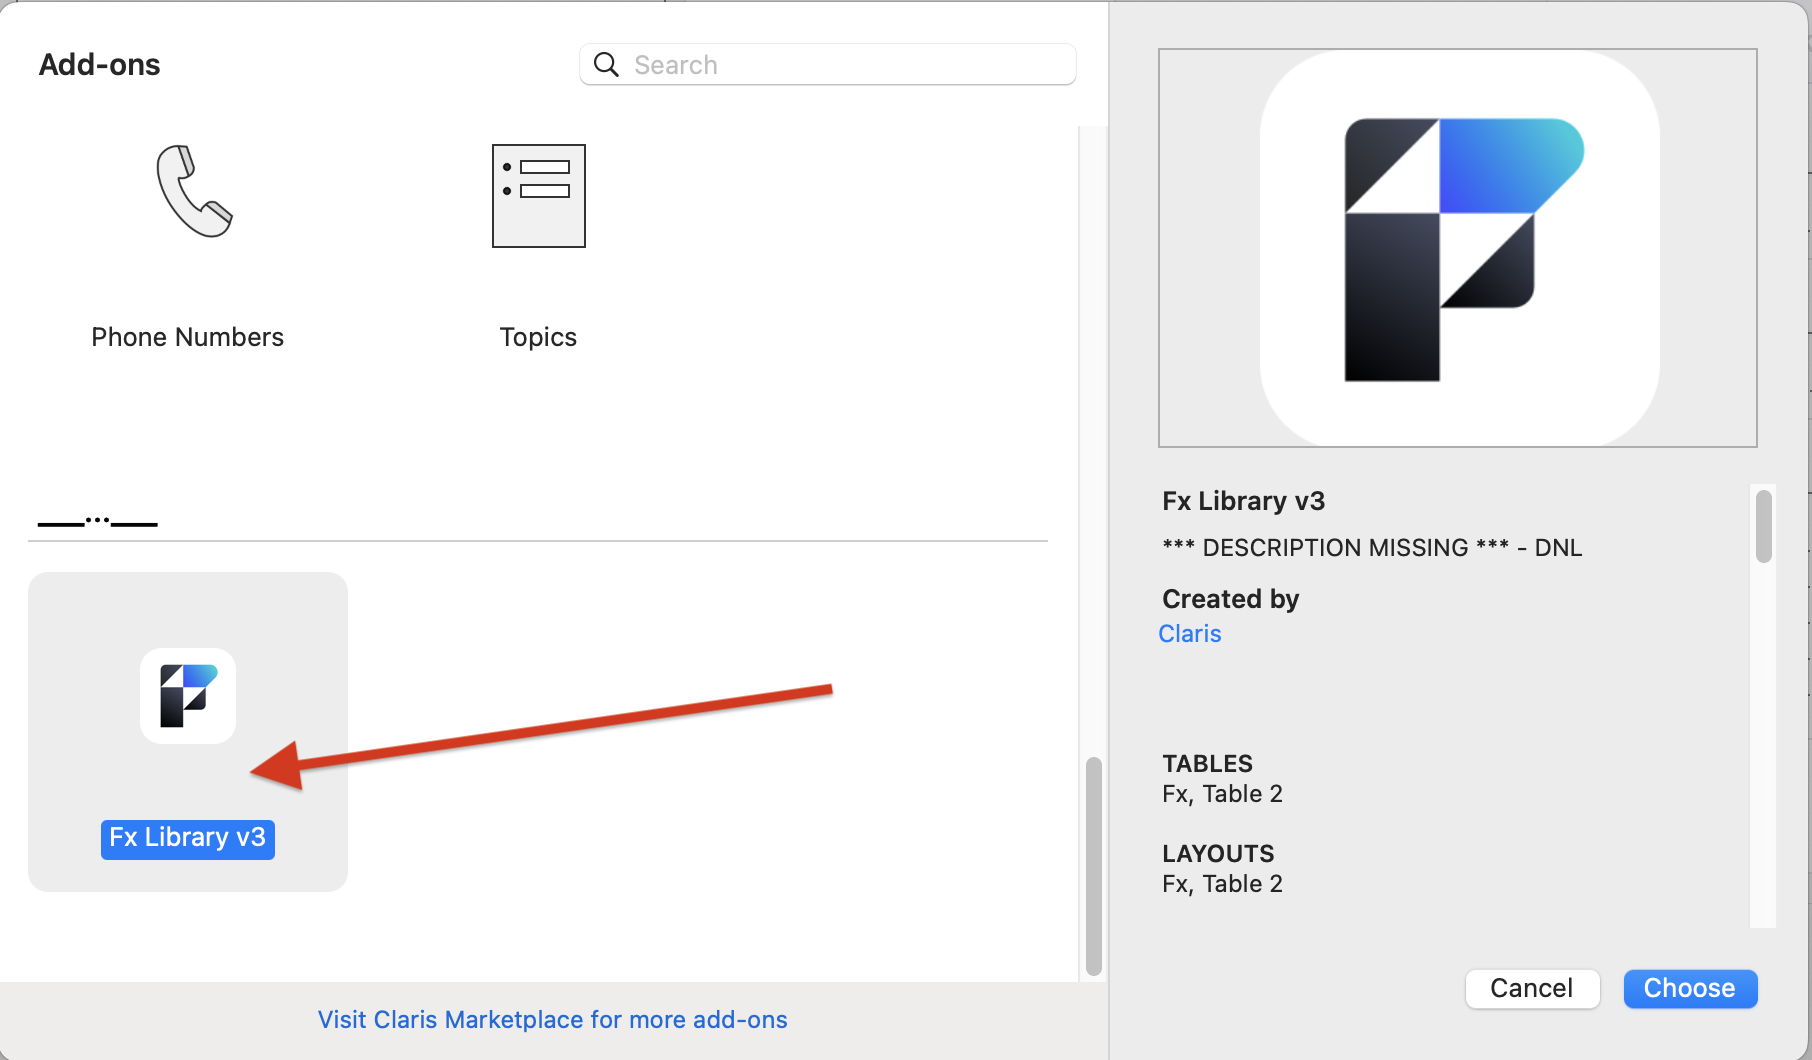 Add-ons
Search
Phone Numbers
Topics
___...___
Fx Library v3
Visit Claris Marketplace for more add-ons
Fx Library v3
*** DESCRIPTION MISSING *** - DNL
Created by
Claris
TABLES
Fx, Table 2
LAYOUTS
Fx, Table 2
Cancel
Choose